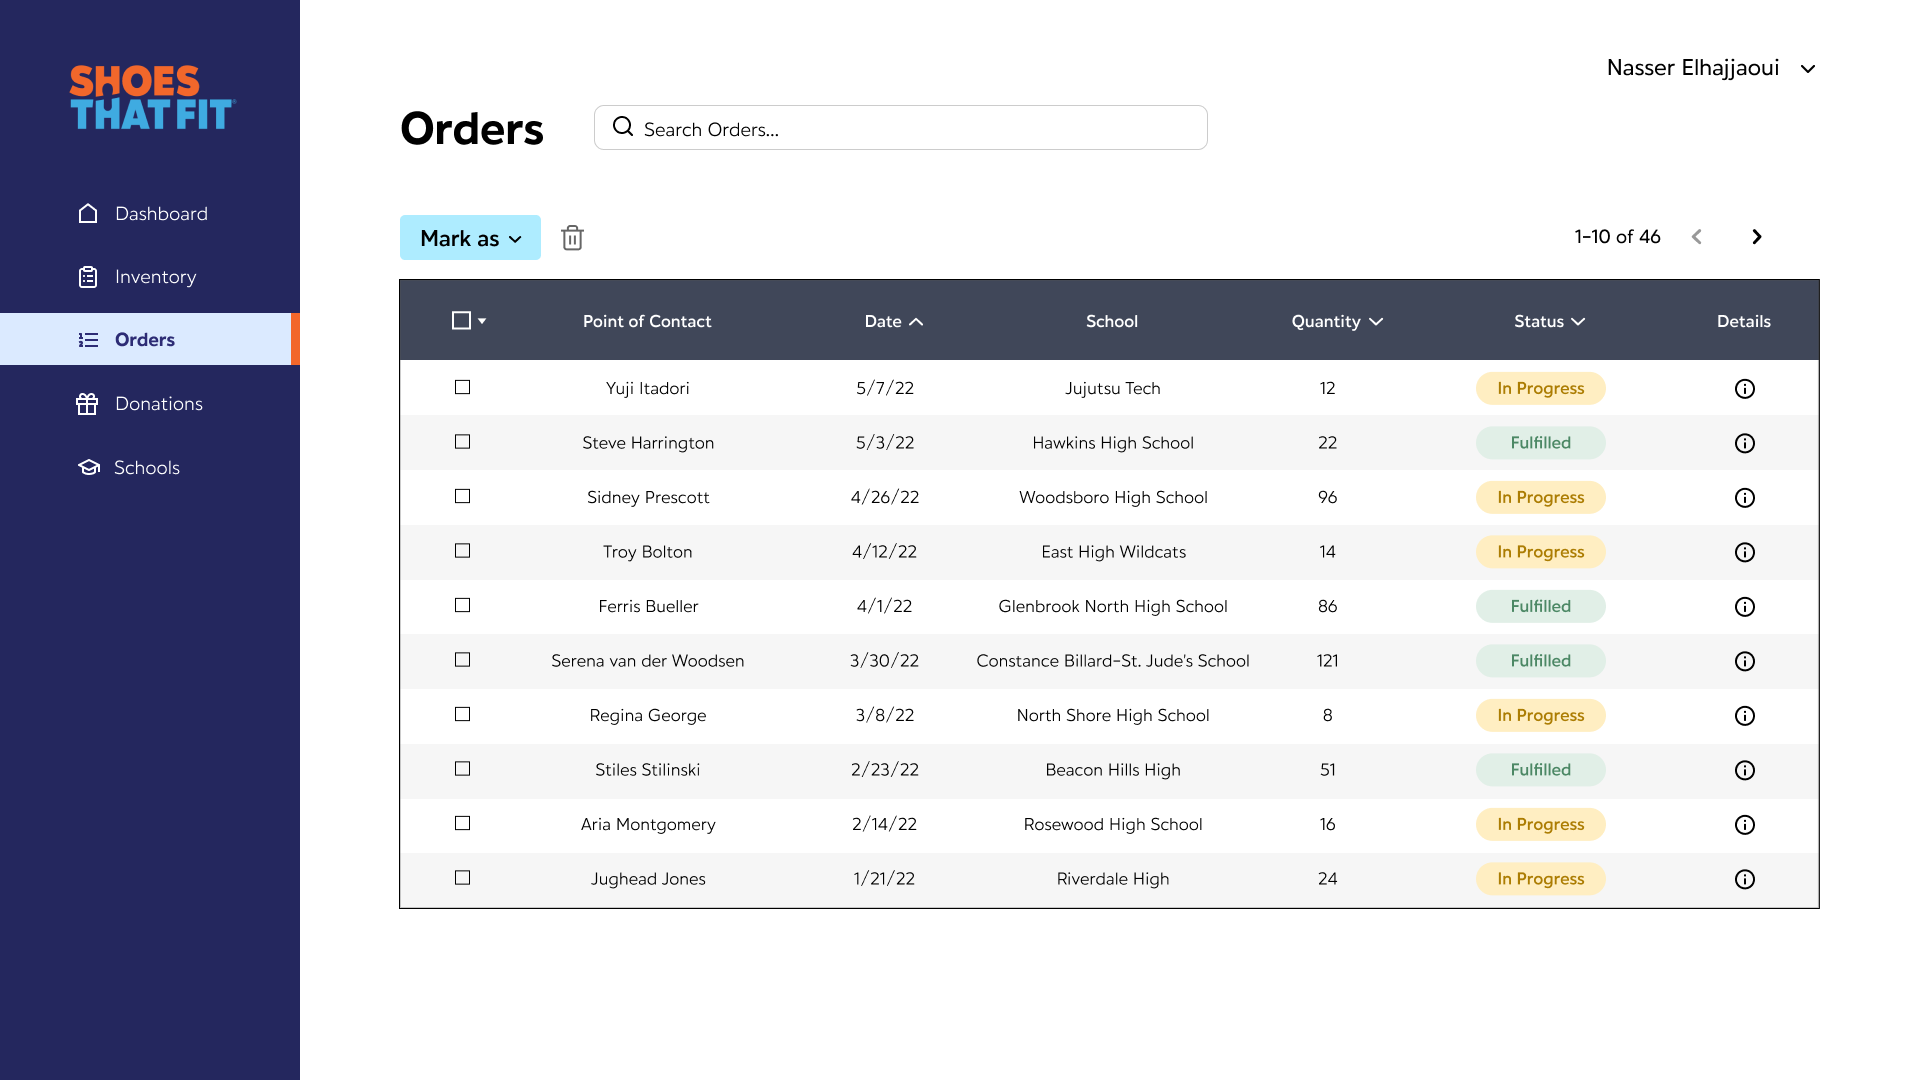 SHOES
THAT FIT
Nasser Elhajjaoui
Orders
Search Orders...
Dashboard
Inventory
Orders
Donations
Schools
Mark as
1-10 of 46
Point of Contact Date School Quantity Status Details
Yuji Itadori 5/7/22 Jujutsu Tech 12 In Progress
Steve Harrington 5/3/22 Hawkins High School 22 Fulfilled
Sidney Prescott 4/26/22 Woodsboro High School 96 In Progress
Troy Bolton 4/12/22 East High Wildcats 14 In Progress
Ferris Bueller 4/1/22 Glenbrook North High School 86 Fulfilled
Serena van der Woodsen 3/30/22 Constance Billard-St. Jude's School 121 Fulfilled
Regina George 3/8/22 North Shore High School 8 In Progress
Stiles Stilinski 2/23/22 Beacon Hills High 51 Fulfilled
Aria Montgomery 2/14/22 Rosewood High School 16 In Progress
Jughead Jones 1/21/22 Riverdale High 24 In Progress